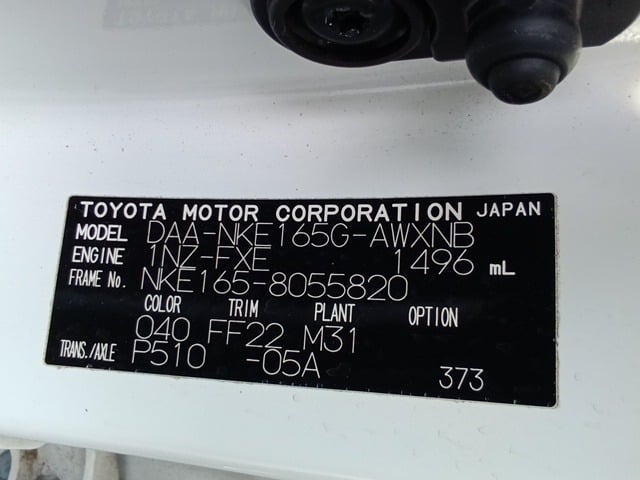 TOYOTA MOTOR CORPORATION JAPAN
MODEL DAA-NKE165G-AWXNB
ENGINE 1NZ-FXE 1496 mL
FRAME No. NKE165-8055820
COLOR TRIM PLANT OPTION
040 FF22 M31
TRANS./AXLE P510 -05A
373